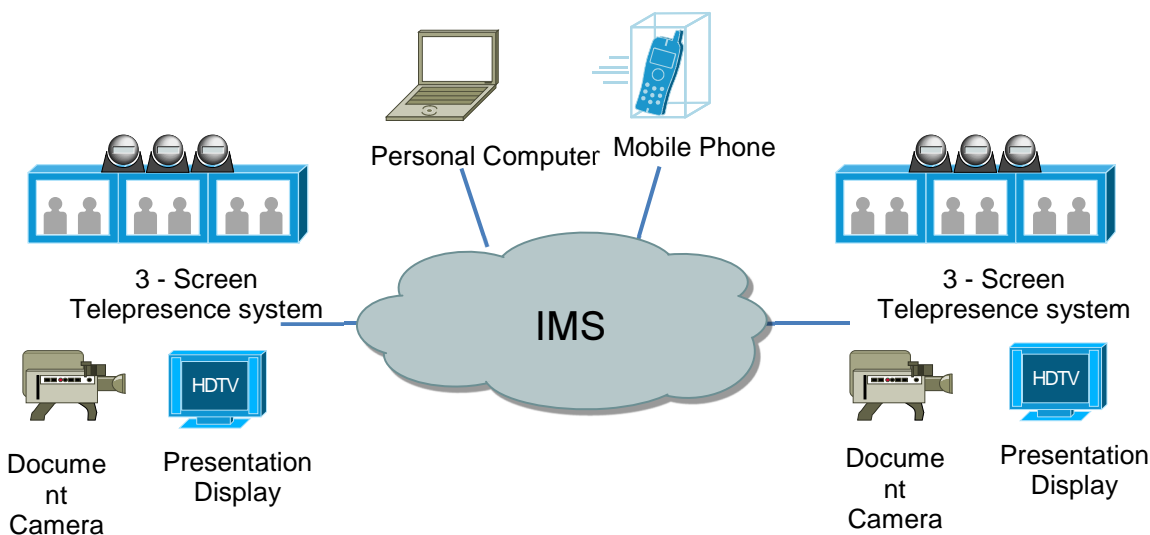 Personal Computer
Mobile Phone
3 - Screen
Telepresence system
3 - Screen
Telepresence system
IMS
HDTV
HDTV
Docume
nt
Camera
Presentation
Display
Docume
nt
Camera
Presentation
Display